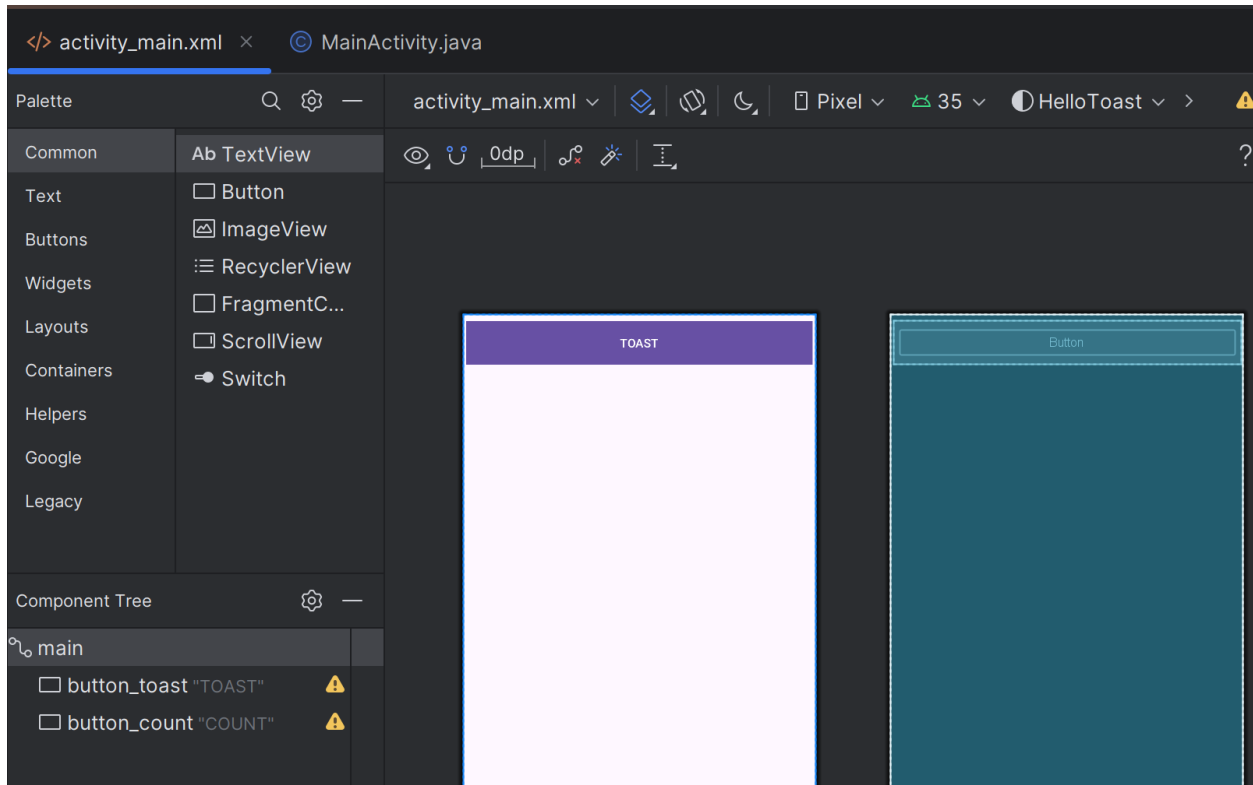 activity_main.xml
MainActivity.java
Palette
activity_main.xml
Pixel
35
HelloToast
Common
Text
Buttons
Widgets
Layouts
Containers
Helpers
Google
Legacy
Ab TextView
Button
ImageView
RecyclerView
FragmentC...
ScrollView
Switch
0dp
?
TOAST
Button
Component Tree
main
button_toast "TOAST"
button_count "COUNT"